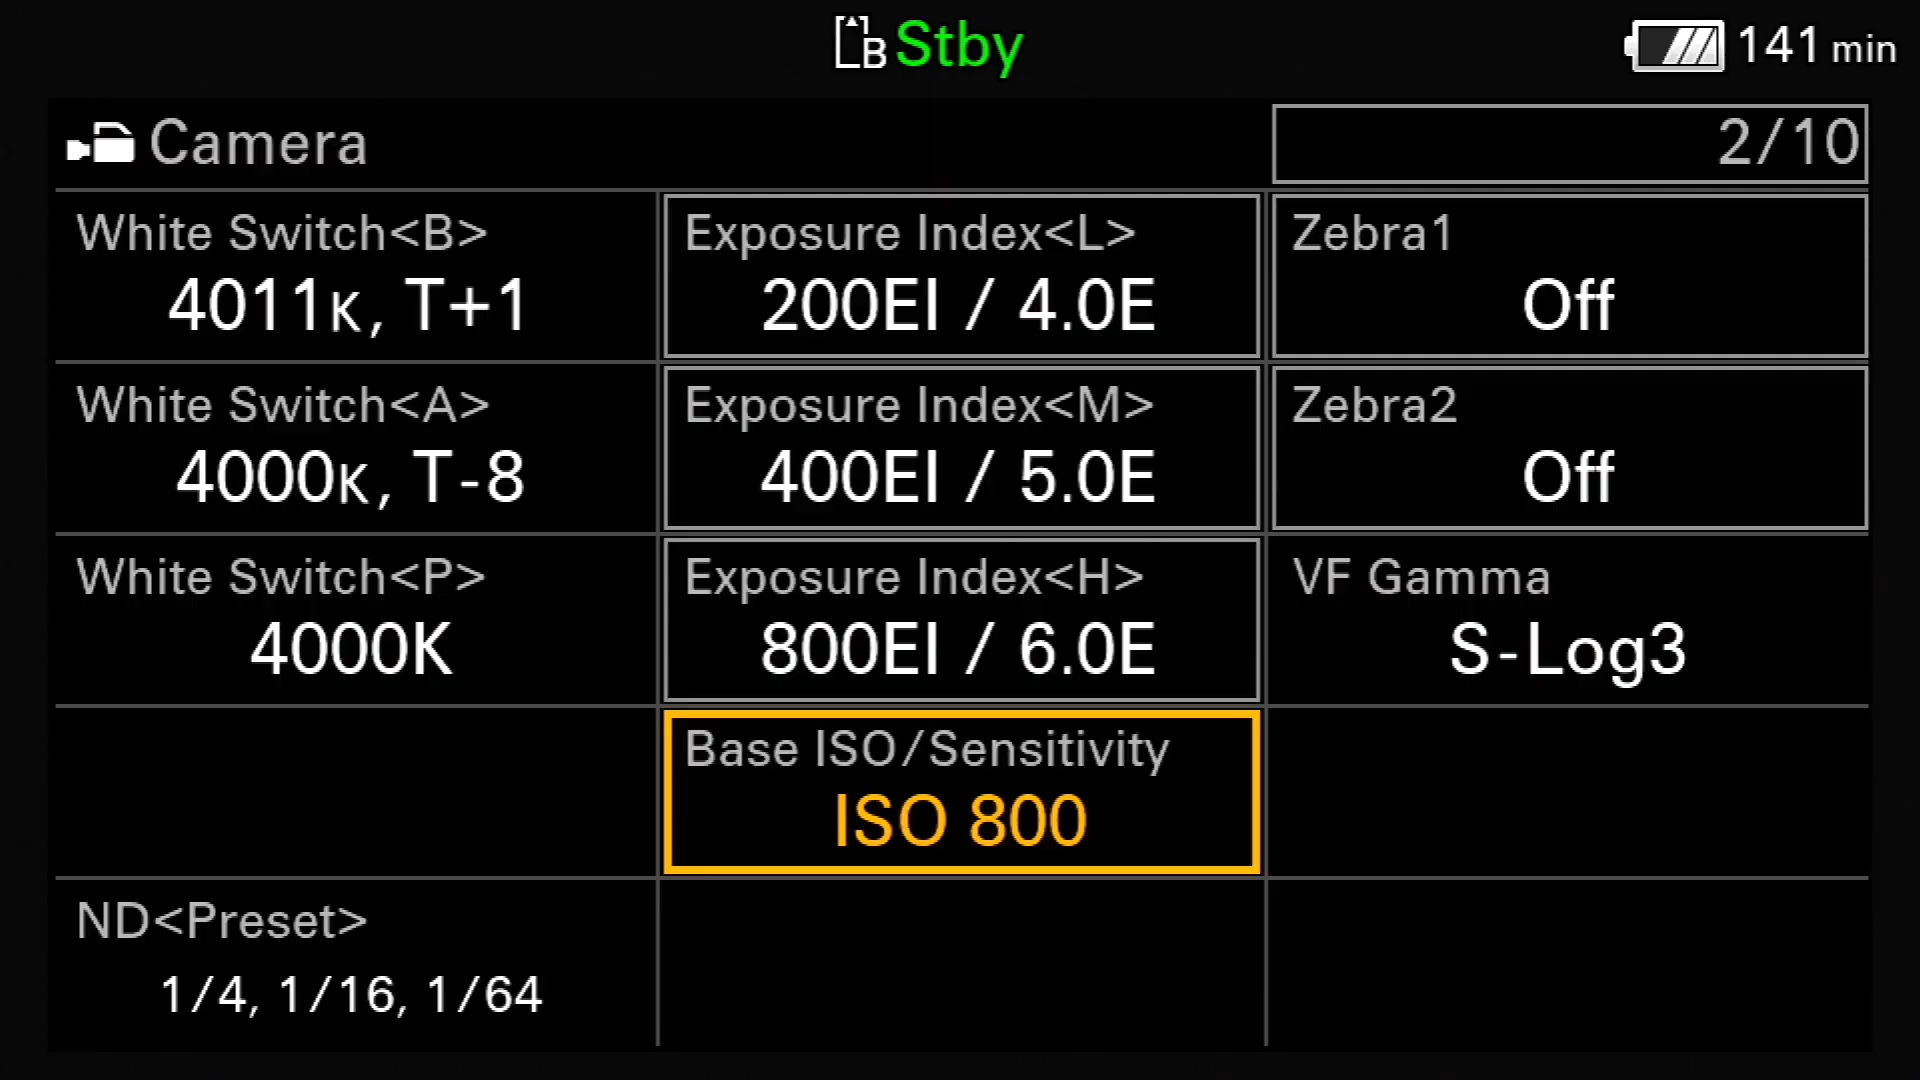 B Stby
141 min
Camera
2/10
White Switch<B>
4011K, T+1
Exposure Index<L>
200EI / 4.0E
Zebra1
Off
White Switch<A>
4000K, T-8
Exposure Index<M>
400EI / 5.0E
Zebra2
Off
White Switch<P>
4000K
Exposure Index<H>
800EI / 6.0E
VF Gamma
S-Log3
Base ISO/Sensitivity
ISO 800
ND<Preset>
1/4, 1/16, 1/64